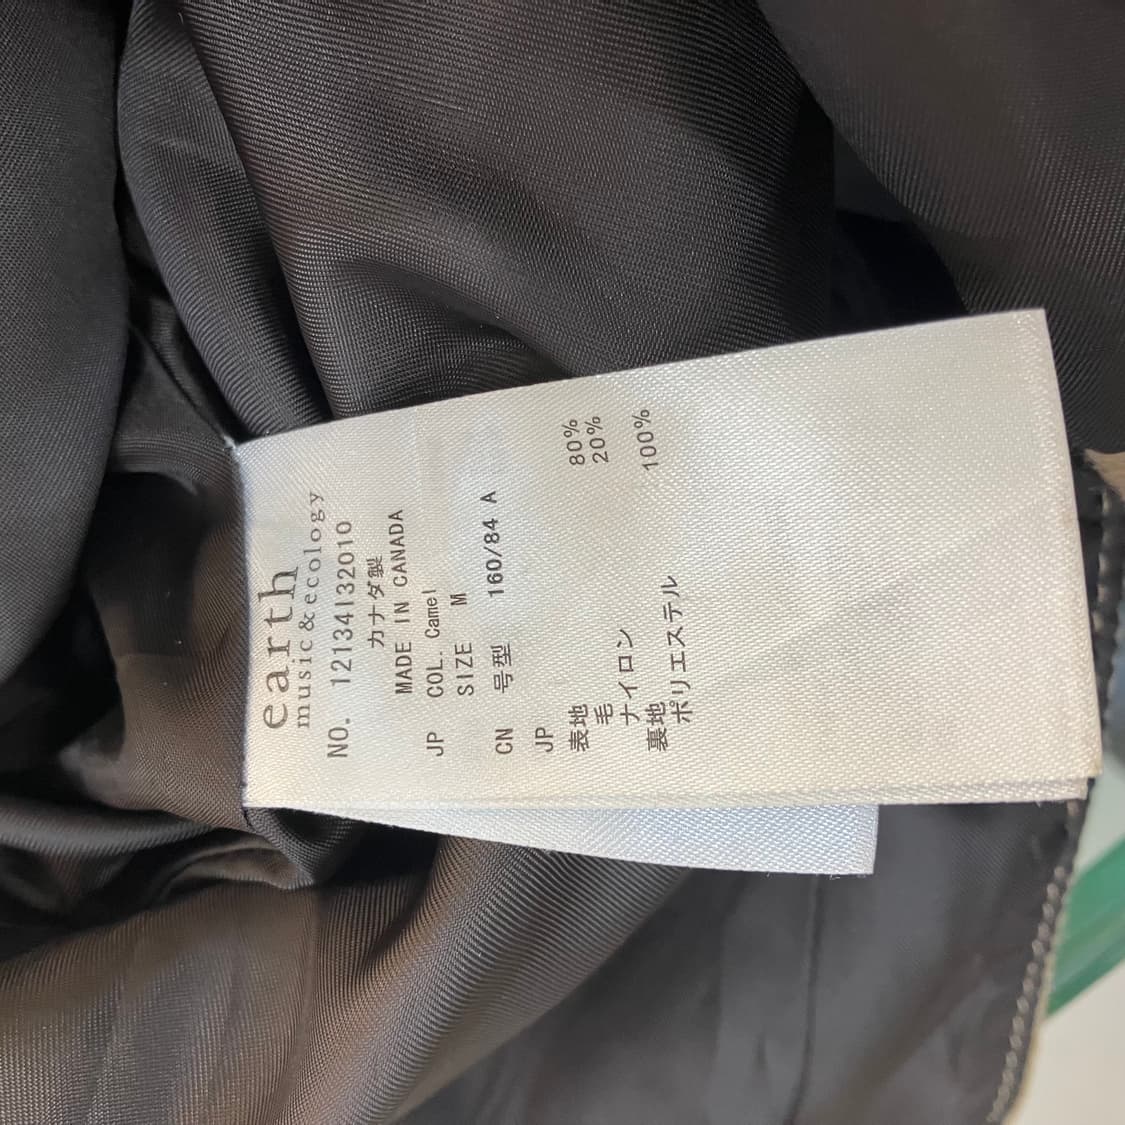 earth
music & ecology
NO. 12134132010
カナダ製
MADE IN CANADA
JP COL. Camel
SIZE M
CN 号型 160/84 A
JP
表地
毛 80%
ナイロン 20%
裏地
ポリエステル 100%